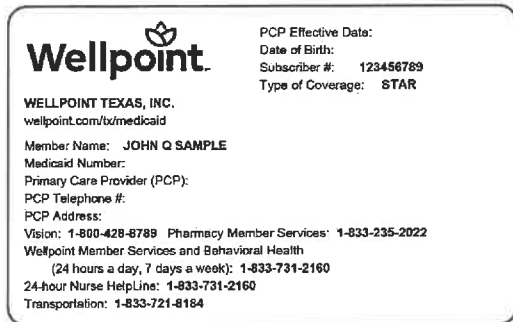 Wellpoint
PCP Effective Date:
Date of Birth:
Subscriber #: 123456789
Type of Coverage: STAR
WELLPOINT TEXAS, INC.
wellpoint.com/tx/medicaid
Member Name: JOHN Q SAMPLE
Medicaid Number:
Primary Care Provider (PCP):
PCP Telephone #:
PCP Address:
Vision: 1-800-428-8789 Pharmacy Member Services: 1-833-235-2022
Wellpoint Member Services and Behavioral Health
(24 hours a day, 7 days a week): 1-833-731-2160
24-hour Nurse HelpLine: 1-833-731-2160
Transportation: 1-833-721-8184